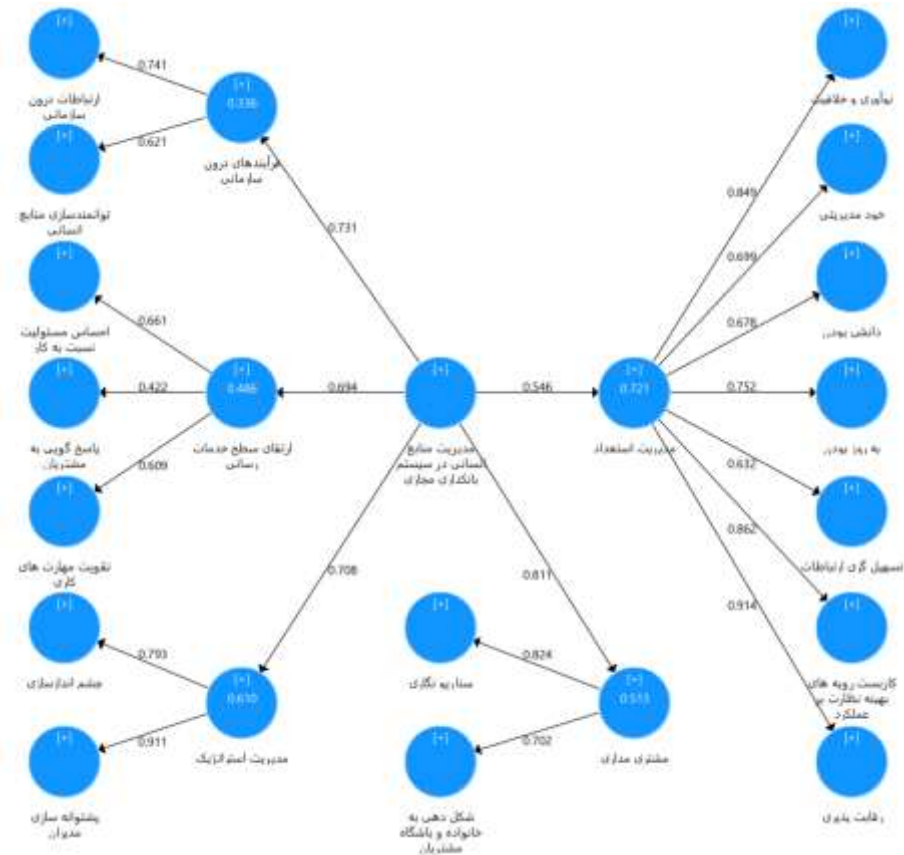 [+]
ارتباطات درون
سازمانی
[+]
توانمندسازی منابع
انسانی
0.741
0.621
[+]
0.336
فرآیندهای درون
سازمانی
0.731
[+]
احساس مسئولیت
نسبت به کار
[+]
پاسخ گویی به
مشتریان
[+]
تقویت مهارت های
کاری
0.661
0.422
0.609
[+]
0.486
ارتقای سطح خدمات
رسانی
0.694
[+]
مدیریت منابع
انسانی در سیستم
بانکداری مجازی
0.546
[+]
0.721
مدیریت استعداد
0.849
0.699
0.678
0.752
0.632
0.862
0.914
[+]
نوآوری و خلاقیت
[+]
خود مدیریتی
[+]
دانشی بودن
[+]
به روز بودن
[+]
تسهیل گری ارتباطات
[+]
کاربست رویه های
بهینه نظارت بر
عملکرد
[+]
رقابت پذیری
0.708
0.811
[+]
چشم اندازسازی
[+]
پشتوانه سازی
مدیران
0.793
0.911
[+]
0.610
مدیریت استراتژیک
[+]
سناریو نگاری
[+]
شکل دهی به
خانواده و باشگاه
مشتریان
0.824
0.702
[+]
0.513
مشتری مداری